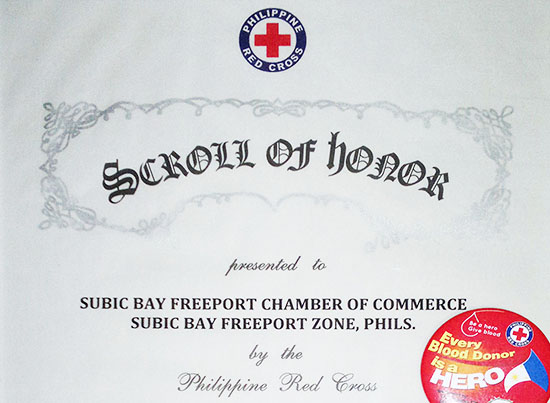 PHILIPPINE
RED CROSS
SCROLL OF HONOR
presented to
SUBIC BAY FREEPORT CHAMBER OF COMMERCE
SUBIC BAY FREEPORT ZONE, PHILS.
by the
Philippine Red Cross
Be a hero
Give blood
PHILIPPINE
RED CROSS
Every
Blood Donor
is a
HERO